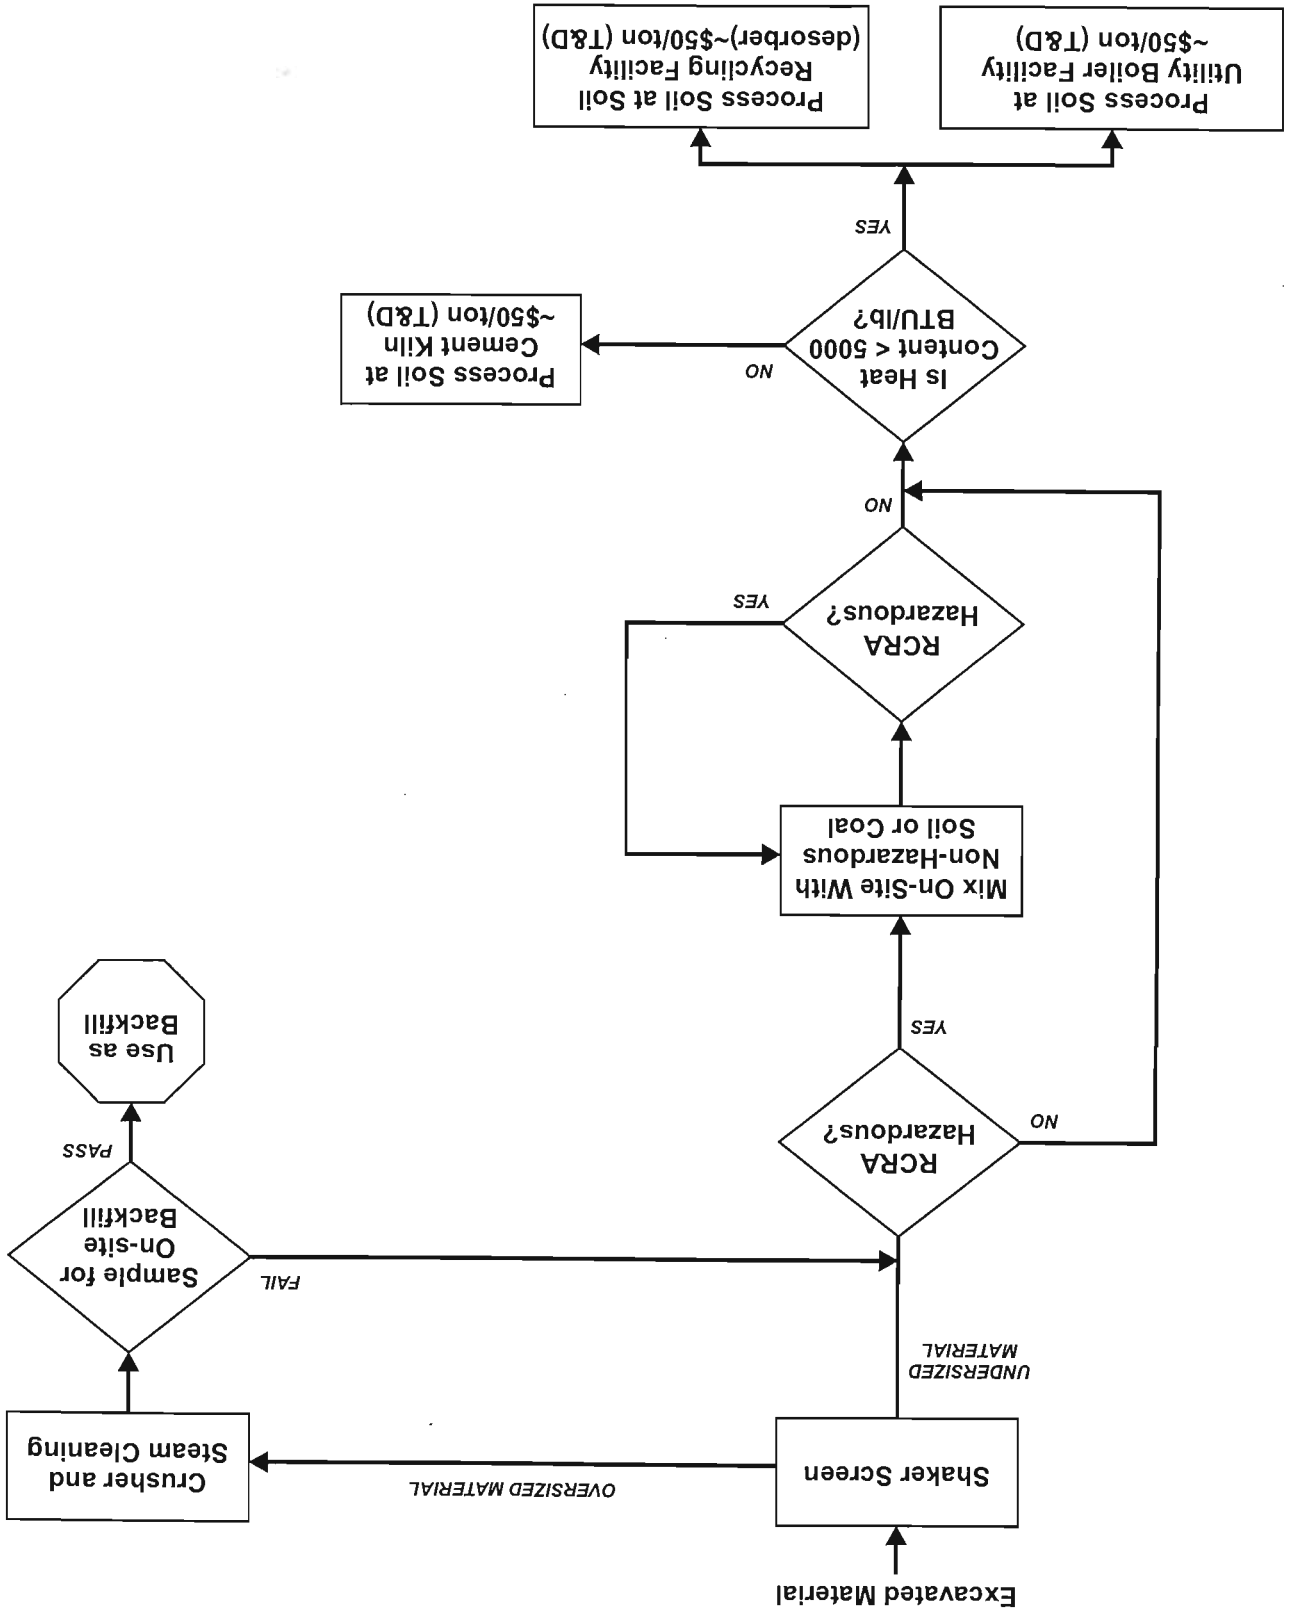 Excavated Material
Shaker Screen
OVERSIZED MATERIAL
Crusher and
Steam Cleaning
UNDERSIZED
MATERIAL
Sample for
On-site
Backfill
FAIL
PASS
Use as
Backfill
RCRA
Hazardous?
NO
YES
Mix On-Site With
Non-Hazardous
Soil or Coal
RCRA
Hazardous?
YES
NO
Is Heat
Content < 5000
BTU/lb?
NO
Process Soil at
Cement Kiln
~$50/ton (T&D)
YES
Process Soil at
Utility Boiler Facility
~$50/ton (T&D)
Process Soil at Soil
Recycling Facility
(desorber)~$50/ton (T&D)